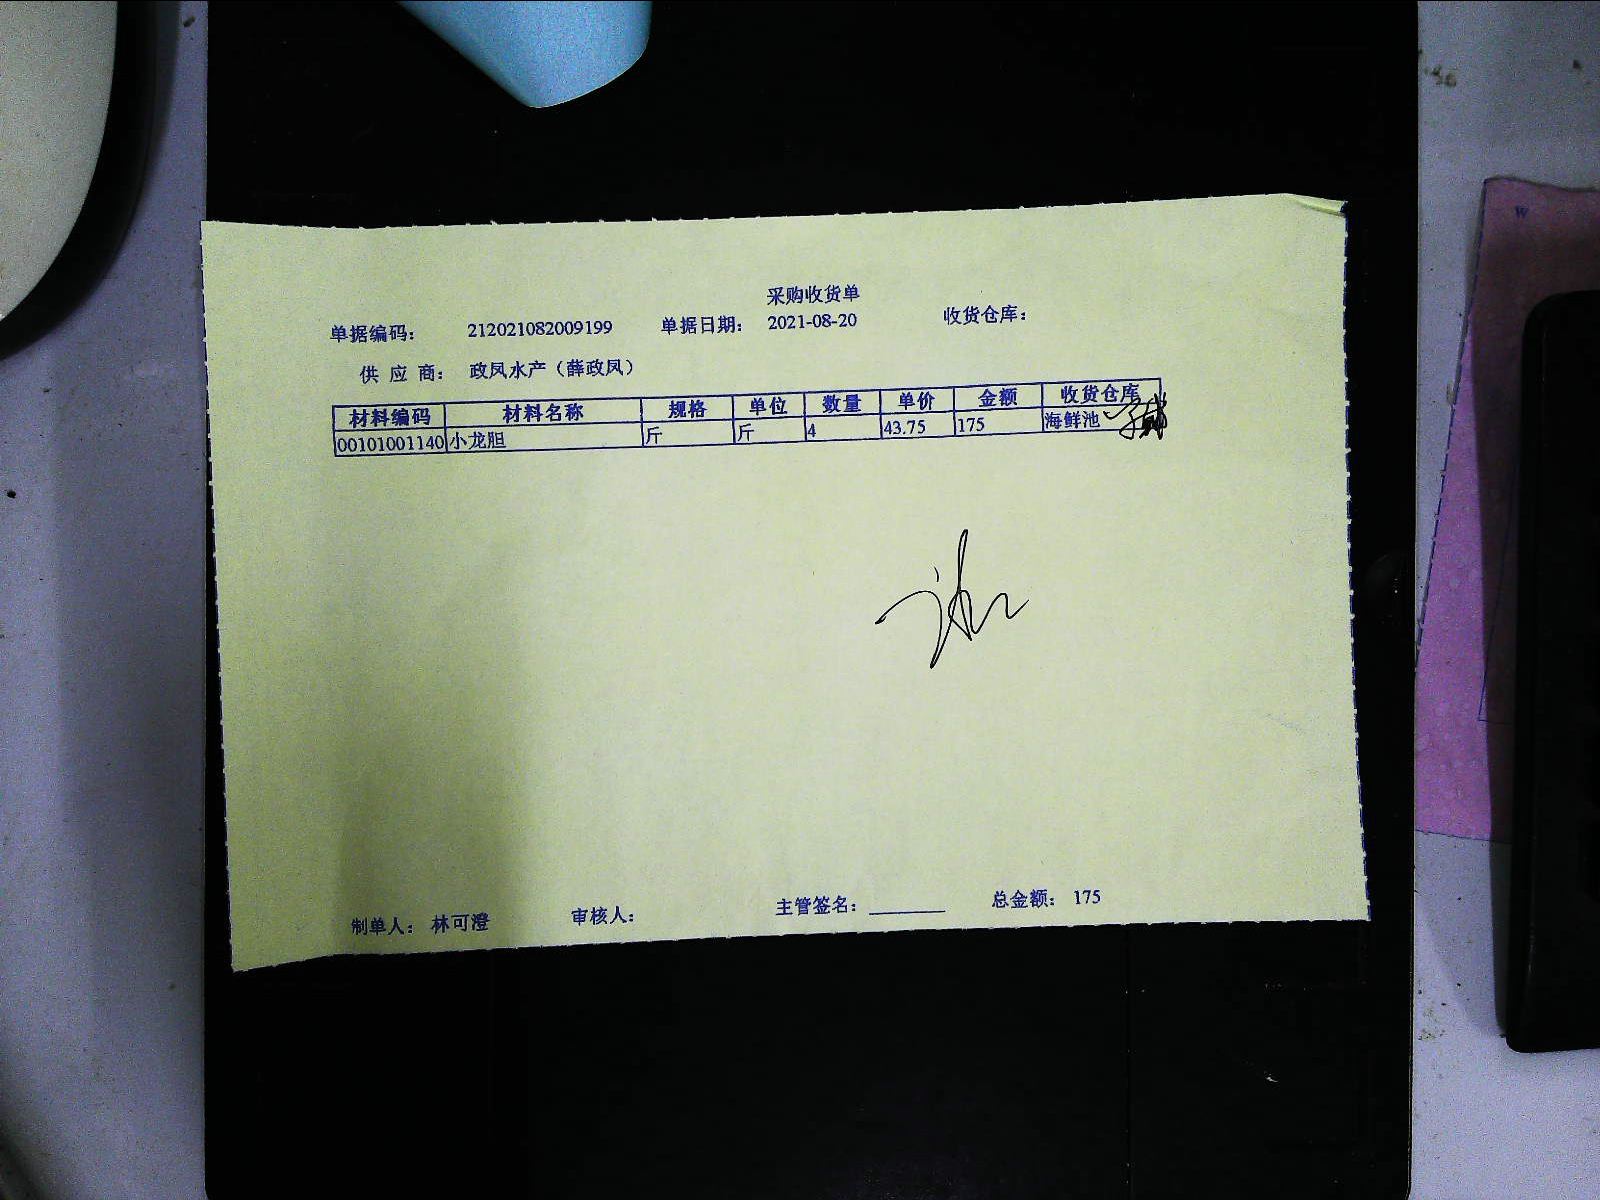 采购收货单
单据编码： 212021082009199 单据日期： 2021-08-20 收货仓库：
供 应 商： 政凤水产（薛政凤）
材料编码 材料名称 规格 单位 数量 单价 金额 收货仓库
00101001140 小龙胆 斤 斤 4 43.75 175 海鲜池
制单人： 林可澄 审核人： 主管签名： 总金额： 175
W